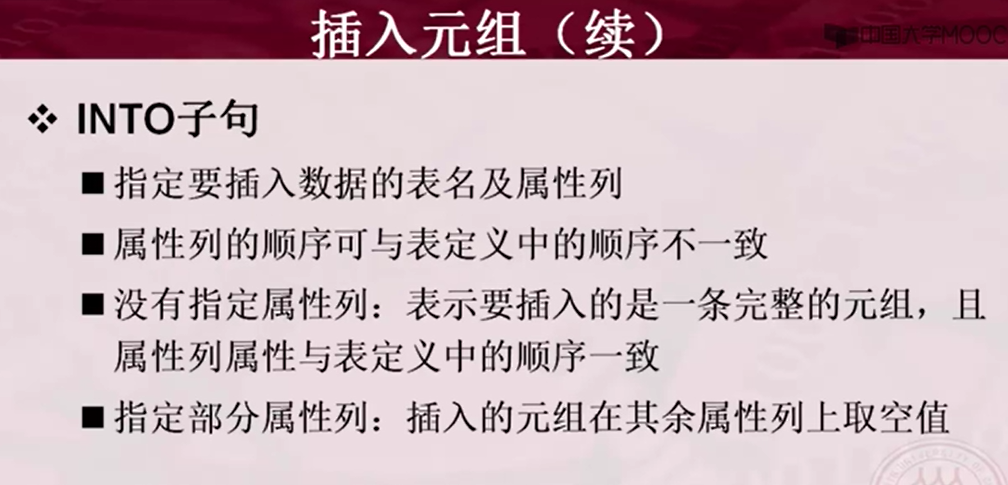 插入元组（续）
中国大学MOOC
INTO子句
指定要插入数据的表名及属性列
属性列的顺序可与表定义中的顺序不一致
没有指定属性列：表示要插入的是一条完整的元组，且
属性列属性与表定义中的顺序一致
指定部分属性列：插入的元组在其余属性列上取空值